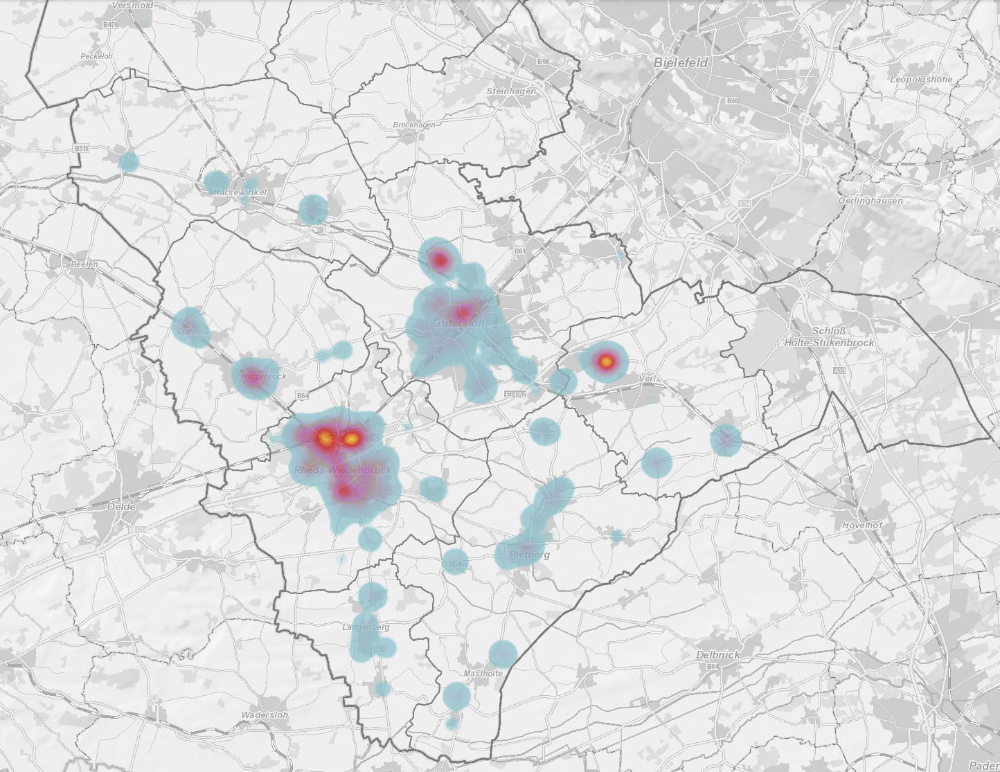 Versmold
B476
Peckeloh
B68
Bielefeld
Leopoldshöhe
Steinhagen
B66
Brockhagen
B513
Harsewinkel
Oerlinghausen
B61
Beelen
Gütersloh
Clarholz
Schloß
Holte-Stukenbrock
A33
Herzebrock
Verl
B64
E34/A2
Rheda-Wiedenbrück
Oelde
Hövelhof
Rietberg
Bokel
Langenberg
B55
Delbrück
B64
Mastholte
Wadersloh
Pader